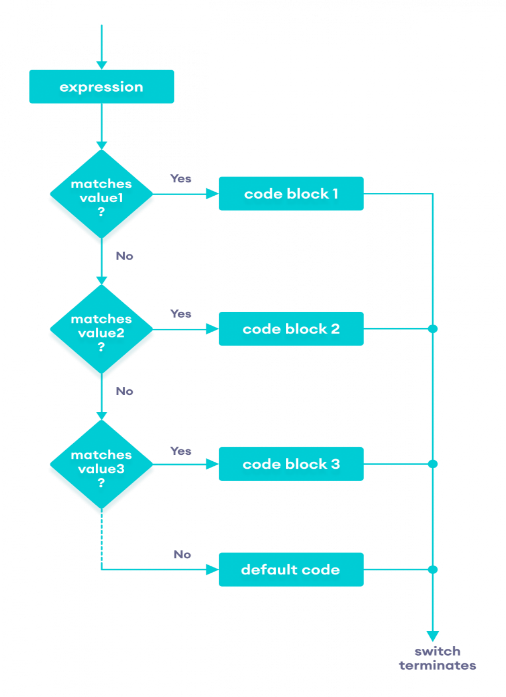 expression
matches
value1
?
Yes
code block 1
No
matches
value2
?
Yes
code block 2
No
matches
value3
?
Yes
code block 3
No
default code
switch
terminates